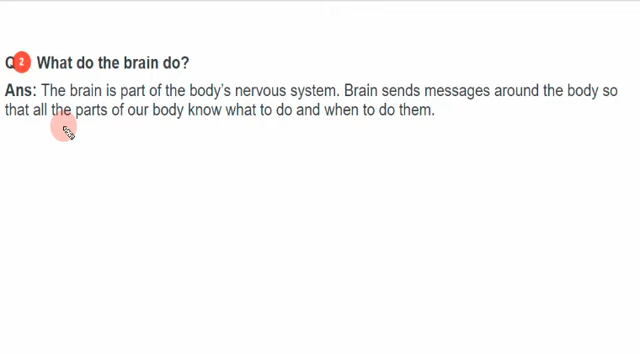 Q2 What do the brain do?
Ans: The brain is part of the body's nervous system. Brain sends messages around the body so
that all the parts of our body know what to do and when to do them.